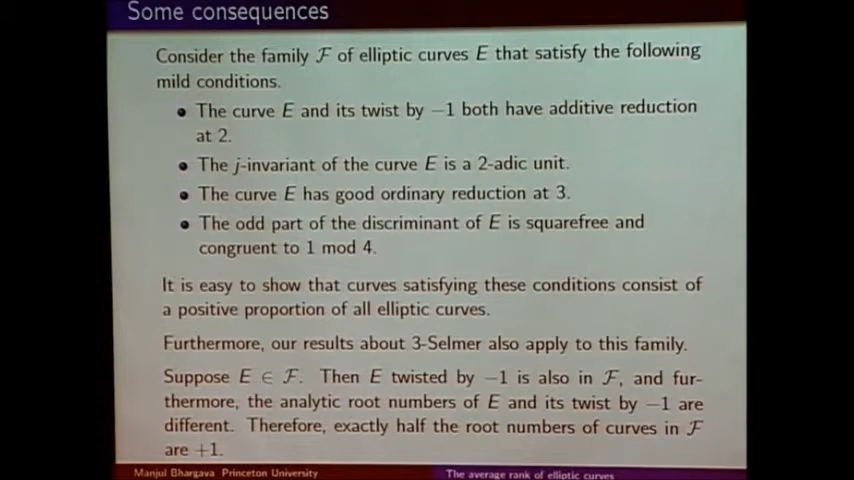 Some consequences
Consider the family F of elliptic curves E that satisfy the following
mild conditions.
• The curve E and its twist by −1 both have additive reduction
at 2.
• The j-invariant of the curve E is a 2-adic unit.
• The curve E has good ordinary reduction at 3.
• The odd part of the discriminant of E is squarefree and
congruent to 1 mod 4.
It is easy to show that curves satisfying these conditions consist of
a positive proportion of all elliptic curves.
Furthermore, our results about 3-Selmer also apply to this family.
Suppose E ∈ F. Then E twisted by −1 is also in F, and fur-
thermore, the analytic root numbers of E and its twist by −1 are
different. Therefore, exactly half the root numbers of curves in F
are +1.
Manjul Bhargava Princeton University
The average rank of elliptic curves